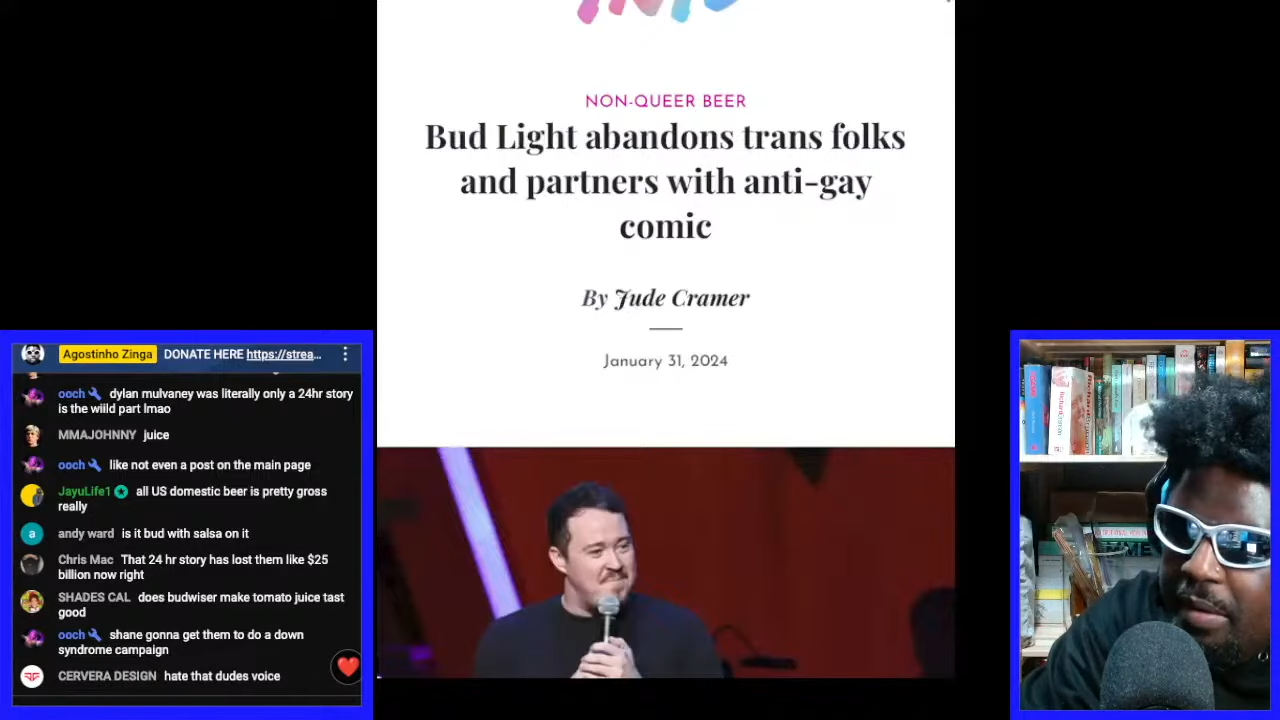 NON-QUEER BEER
Bud Light abandons trans folks
and partners with anti-gay
comic
By Jude Cramer
January 31, 2024
Agostinho Zinga DONATE HERE https://strea...
ooch dylan mulvaney was literally only a 24hr story
is the wiild part lmao
MMAJOHNNY juice
ooch like not even a post on the main page
JayuLife1 all US domestic beer is pretty gross
really
andy ward is it bud with salsa on it
Chris Mac That 24 hr story has lost them like $25
billion now right
SHADES CAL does budwiser make tomato juice tast
good
ooch shane gonna get them to do a down
syndrome campaign
CERVERA DESIGN hate that dudes voice